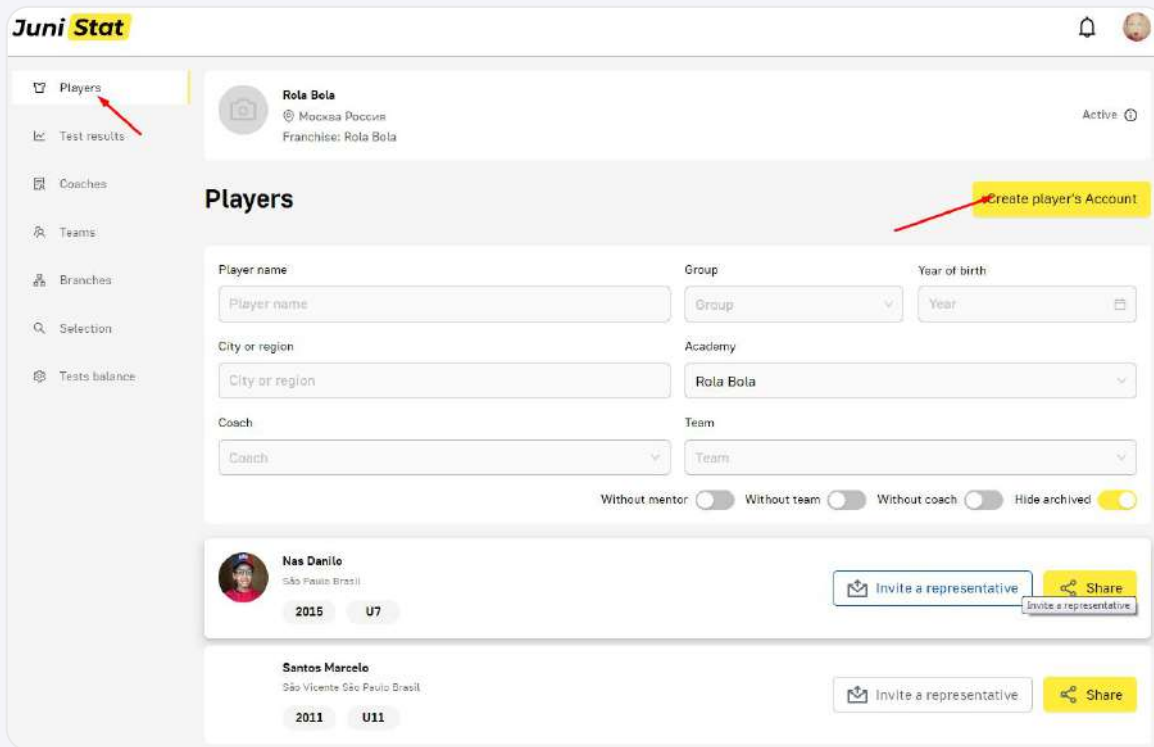 Juni Stat
Players
Test results
Coaches
Teams
Branches
Selection
Tests balance
Rola Bola
Москва Россия
Franchise: Rola Bola
Active
Players
Create player's Account
Player name
Group
Year of birth
Player name
Group
Year
City or region
Academy
City or region
Rola Bola
Coach
Team
Coach
Team
Without mentor
Without team
Without coach
Hide archived
Nas Danilo
São Paulo Brasil
2015 U7
Invite a representative
Share
Invite a representative
Santos Marcelo
São Vicente São Paulo Brasil
2011 U11
Invite a representative
Share